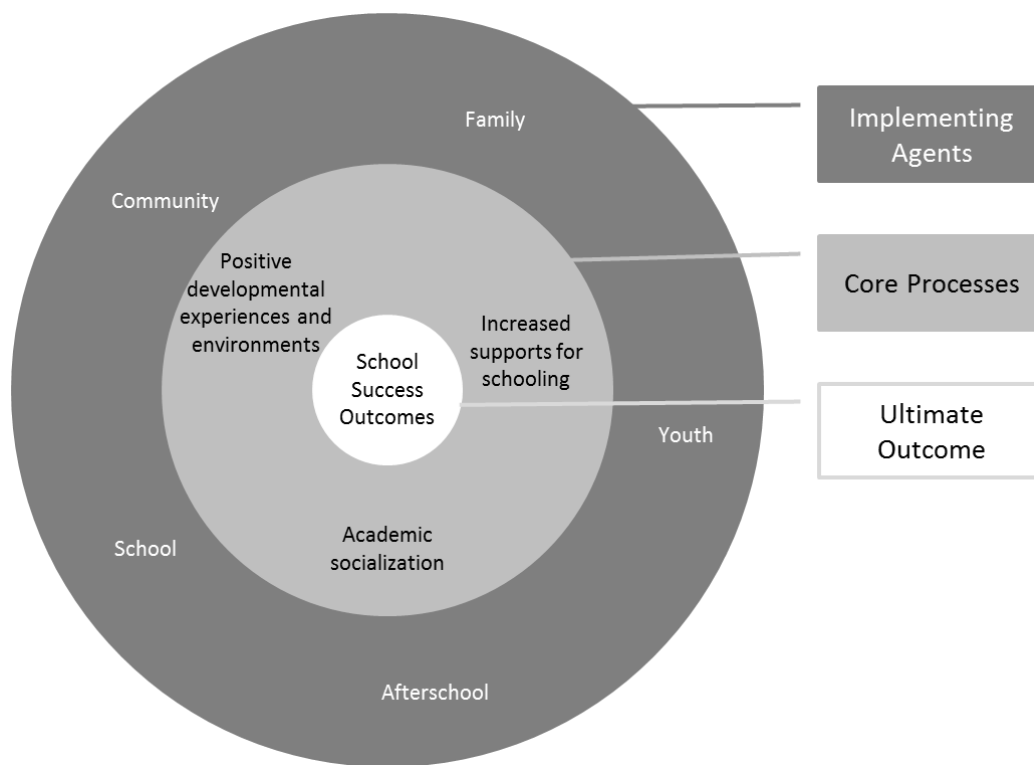 Family
Implementing
Agents
Community
Positive
developmental
experiences and
environments
Core Processes
Increased
supports for
schooling
School
Success
Outcomes
Ultimate
Outcome
Youth
School
Academic
socialization
Afterschool